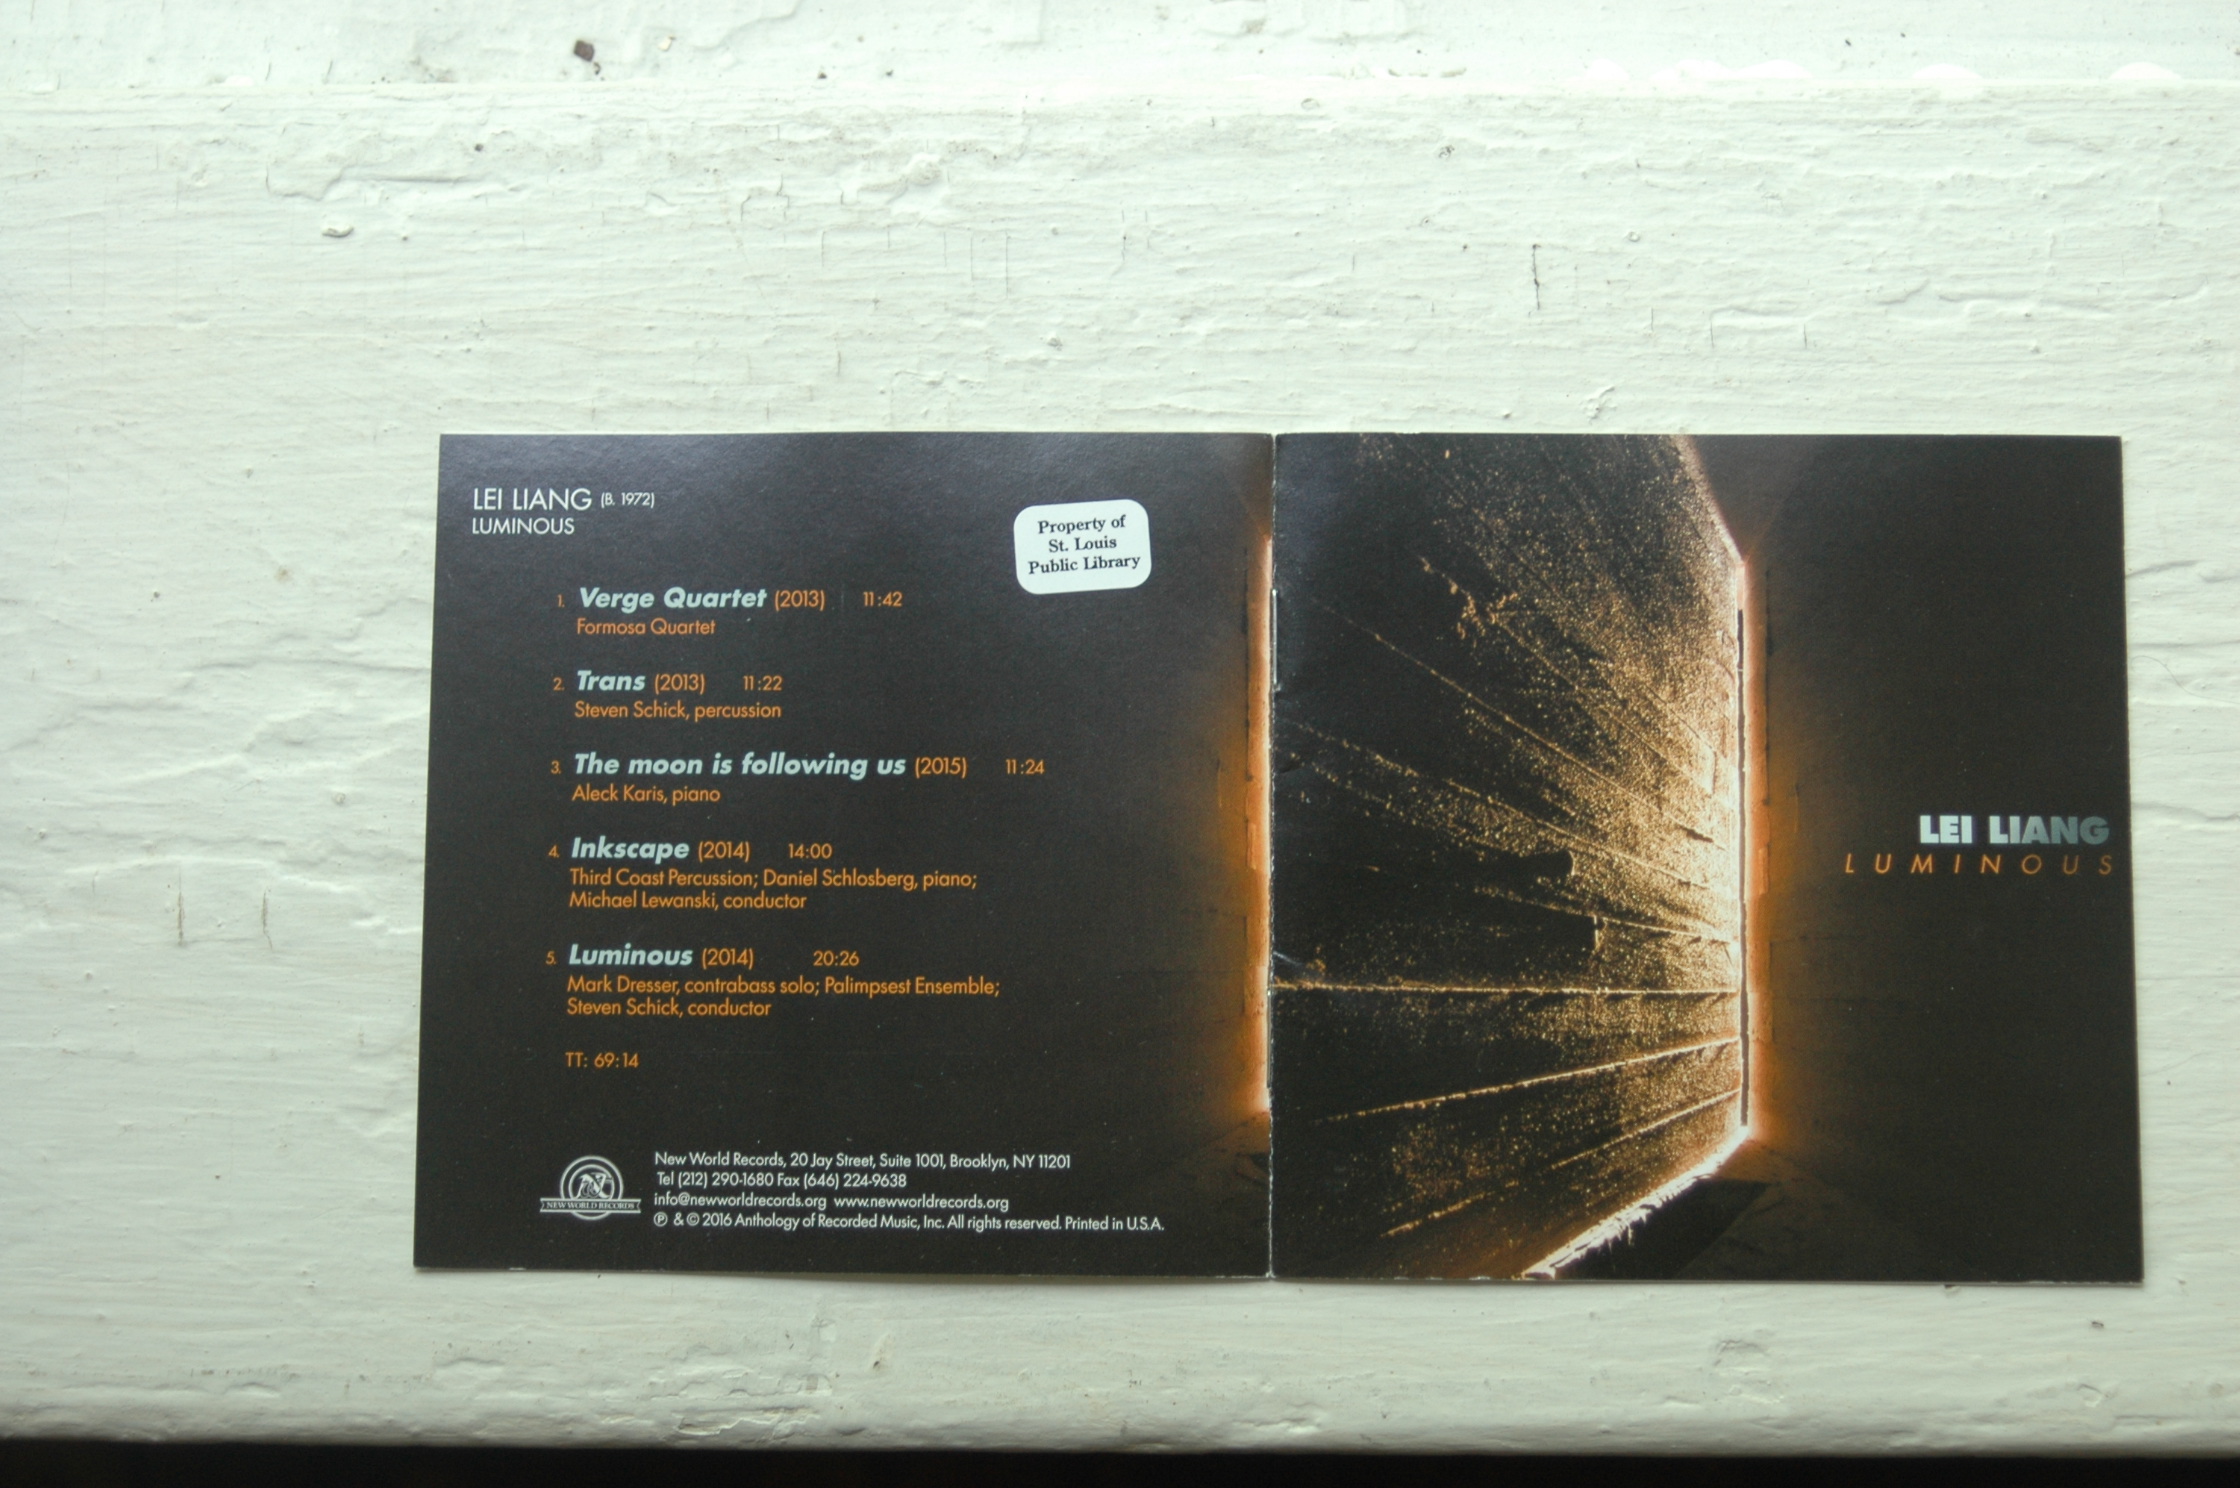 LEI LIANG (B. 1972)
LUMINOUS
Property of
St. Louis
Public Library
1. Verge Quartet (2013) 11:42
Formosa Quartet
2. Trans (2013) 11:22
Steven Schick, percussion
3. The moon is following us (2015) 11:24
Aleck Karis, piano
4. Inkscape (2014) 14:00
Third Coast Percussion; Daniel Schlosberg, piano;
Michael Lewanski, conductor
5. Luminous (2014) 20:26
Mark Dresser, contrabass solo; Palimpsest Ensemble;
Steven Schick, conductor
TT: 69:14
NEW WORLD RECORDS
New World Records, 20 Jay Street, Suite 1001, Brooklyn, NY 11201
Tel (212) 290-1680 Fax (646) 224-9638
info@newworldrecords.org www.newworldrecords.org
℗ & © 2016 Anthology of Recorded Music, Inc. All rights reserved. Printed in U.S.A.
LEI LIANG
LUMINOUS